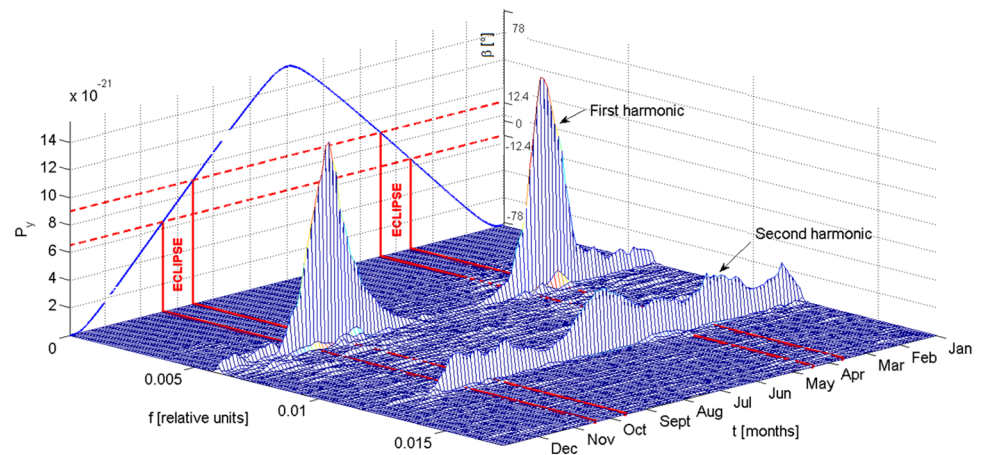 x 10-21
14
12
10
8
6
4
2
0
Py
β [°]
78
12.4
0
-12.4
-78
First harmonic
Second harmonic
ECLIPSE
ECLIPSE
0.005
0.01
0.015
f [relative units]
Jan
Feb
Mar
Apr
May
Jun
Jul
Aug
Sept
Oct
Nov
Dec
t [months]